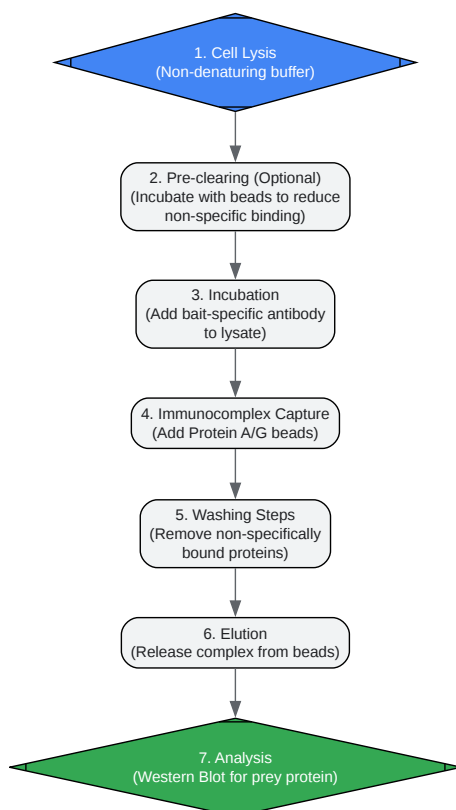 1. Cell Lysis
(Non-denaturing buffer)
2. Pre-clearing (Optional)
(Incubate with beads to reduce
non-specific binding)
3. Incubation
(Add bait-specific antibody
to lysate)
4. Immunocomplex Capture
(Add Protein A/G beads)
5. Washing Steps
(Remove non-specifically
bound proteins)
6. Elution
(Release complex from beads)
7. Analysis
(Western Blot for prey protein)